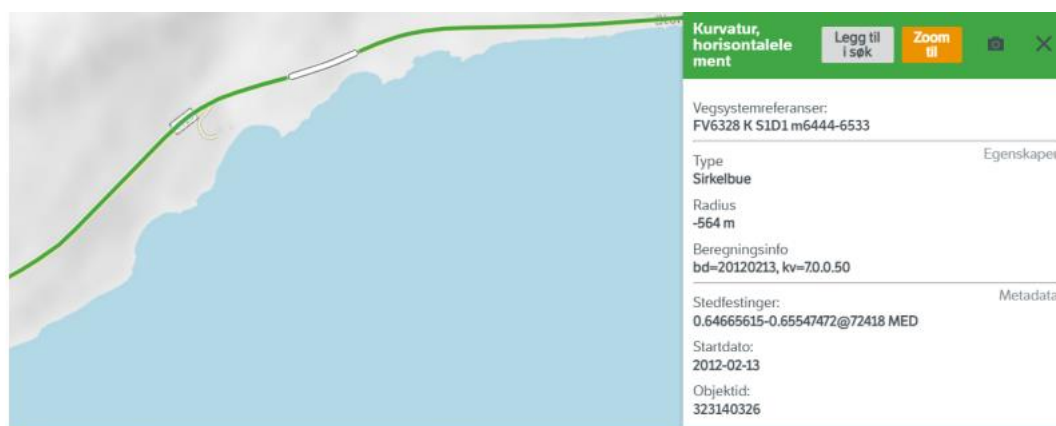 Kurvatur,
horisontalele
ment
Legg til
i søk
Zoom
til
Vegsystemreferanser:
FV6328 K S1D1 m6444-6533
Egenskaper
Type
Sirkelbue
Radius
-564 m
Beregningsinfo
bd=20120213, kv=7.0.0.50
Metadata
Stedfestinger:
0.64665615-0.65547472@72418 MED
Startdato:
2012-02-13
Objektid:
323140326